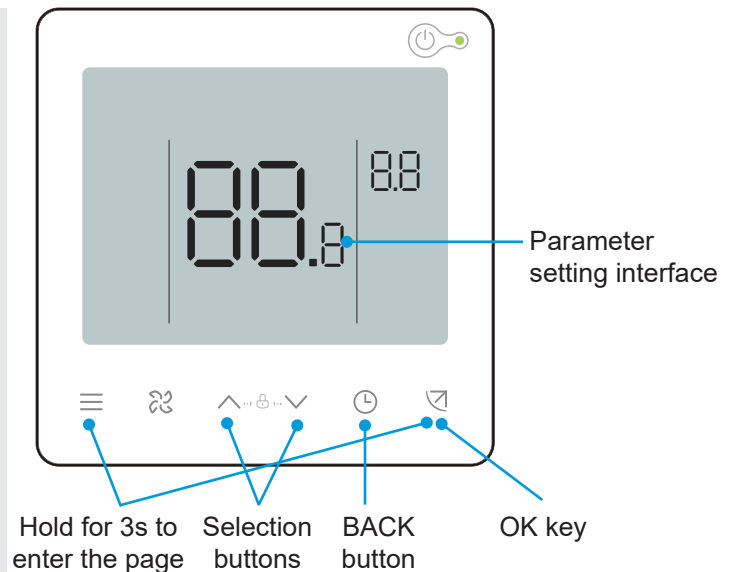 88.8
8.8
Parameter
setting interface
Hold for 3s to
enter the page
Selection
buttons
BACK
button
OK key